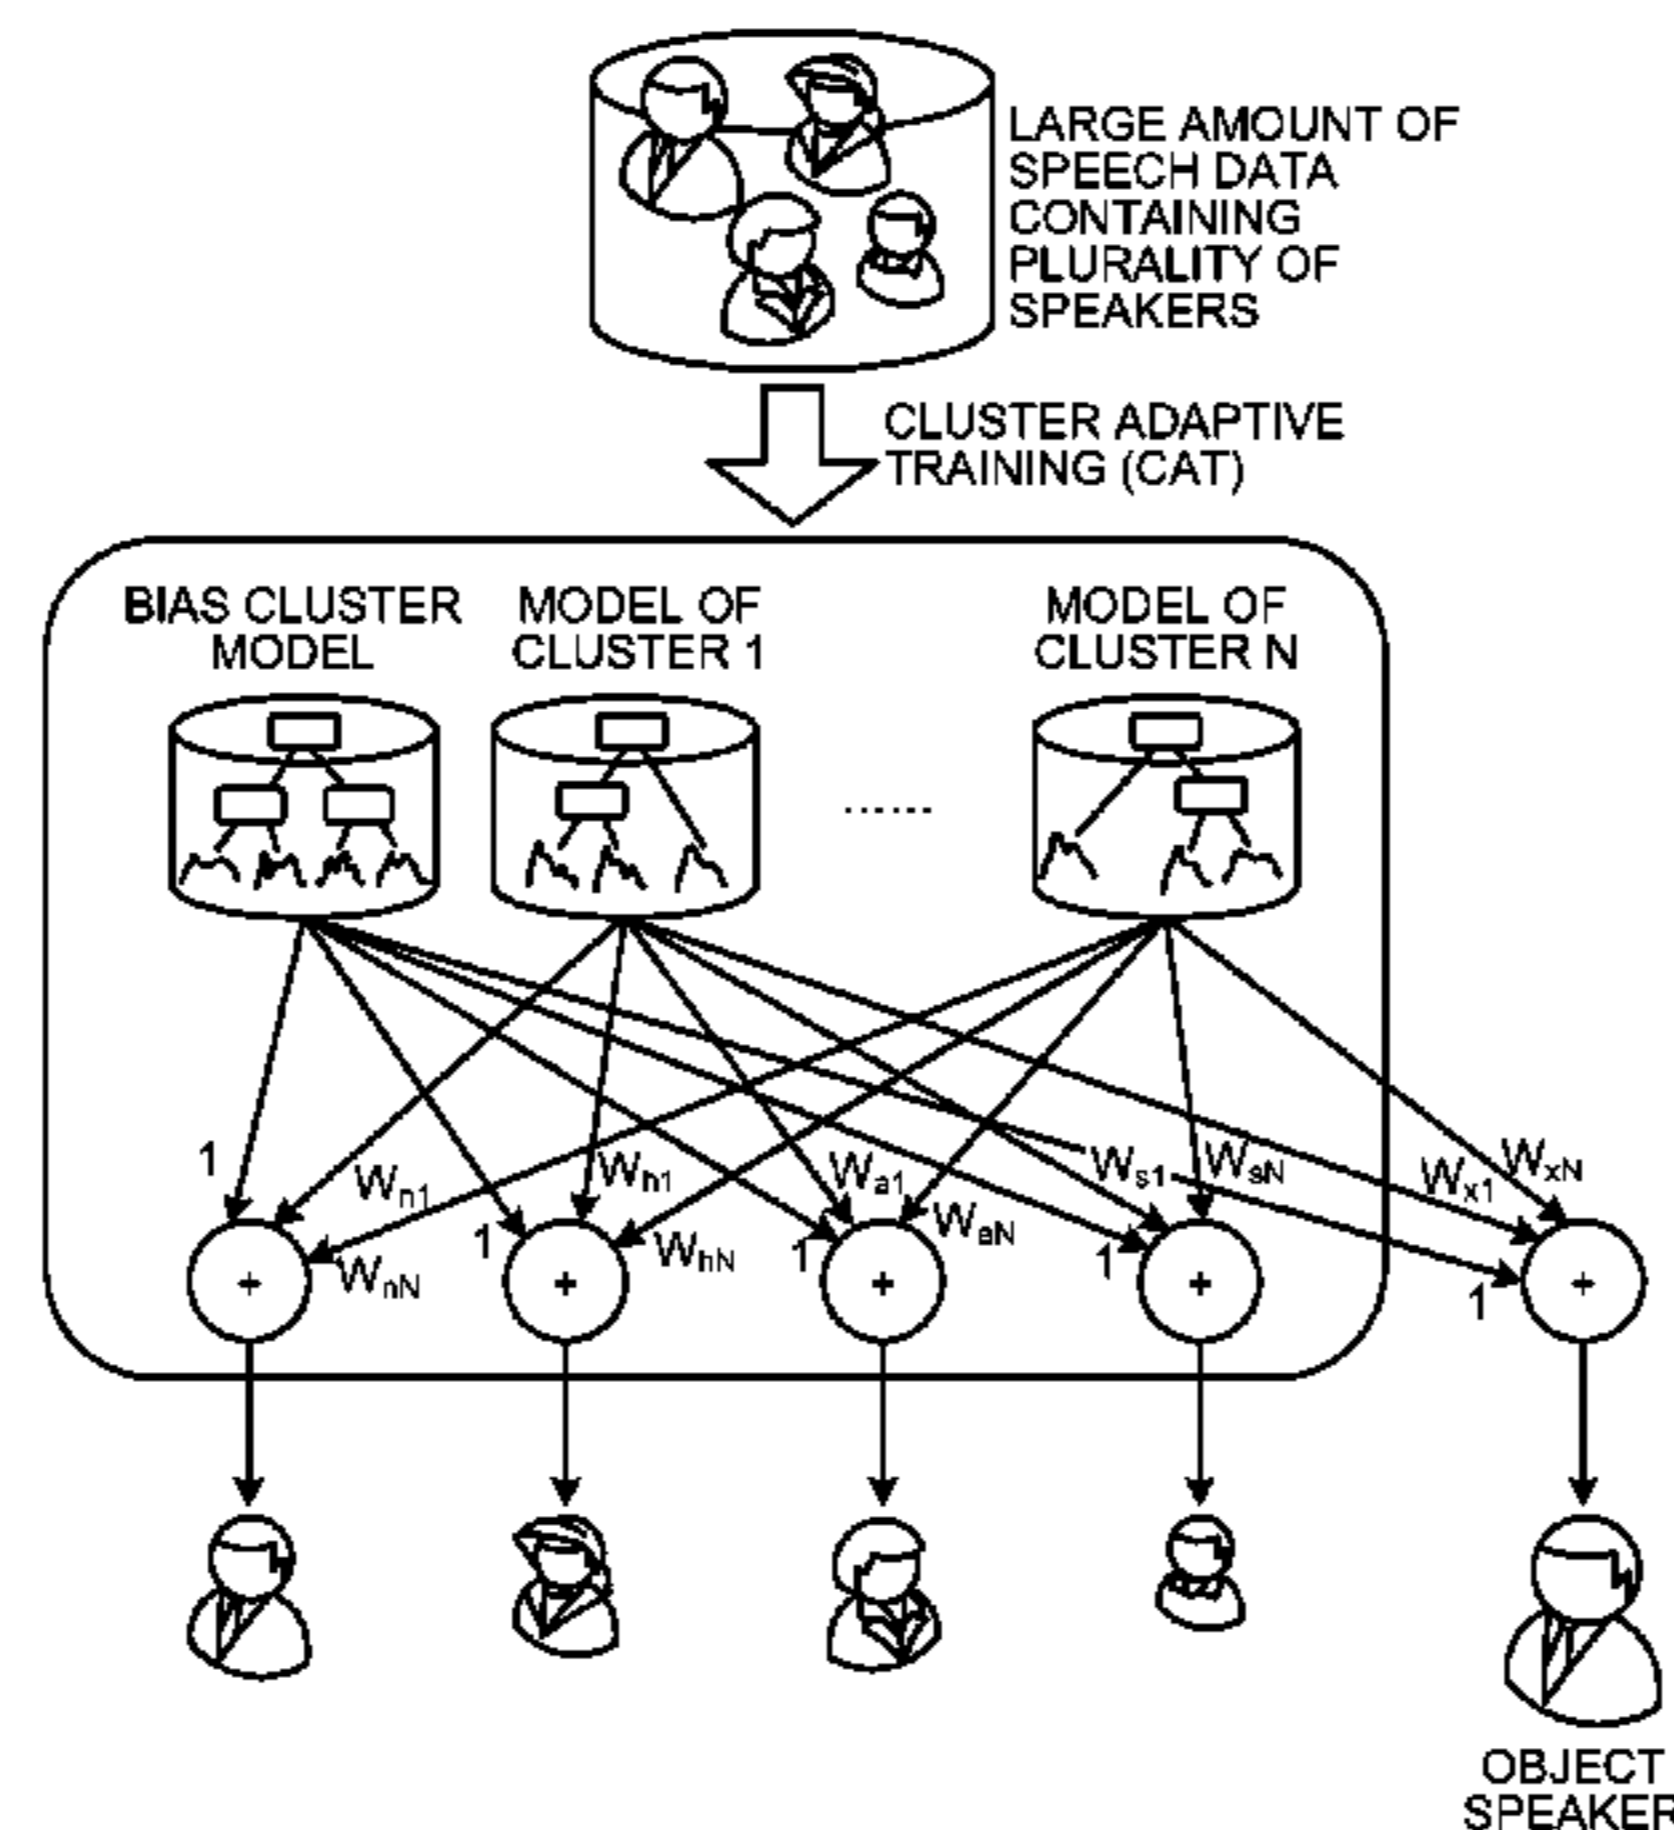 LARGE AMOUNT OF
SPEECH DATA
CONTAINING
PLURALITY OF
SPEAKERS
CLUSTER ADAPTIVE
TRAINING (CAT)
BIAS CLUSTER
MODEL
MODEL OF
CLUSTER 1
MODEL OF
CLUSTER N
......
1
Wn1
WnN
1
Wh1
WhN
1
Wa1
WaN
1
Ws1
WsN
1
Wx1
WxN
+
+
+
+
+
OBJECT
SPEAKER